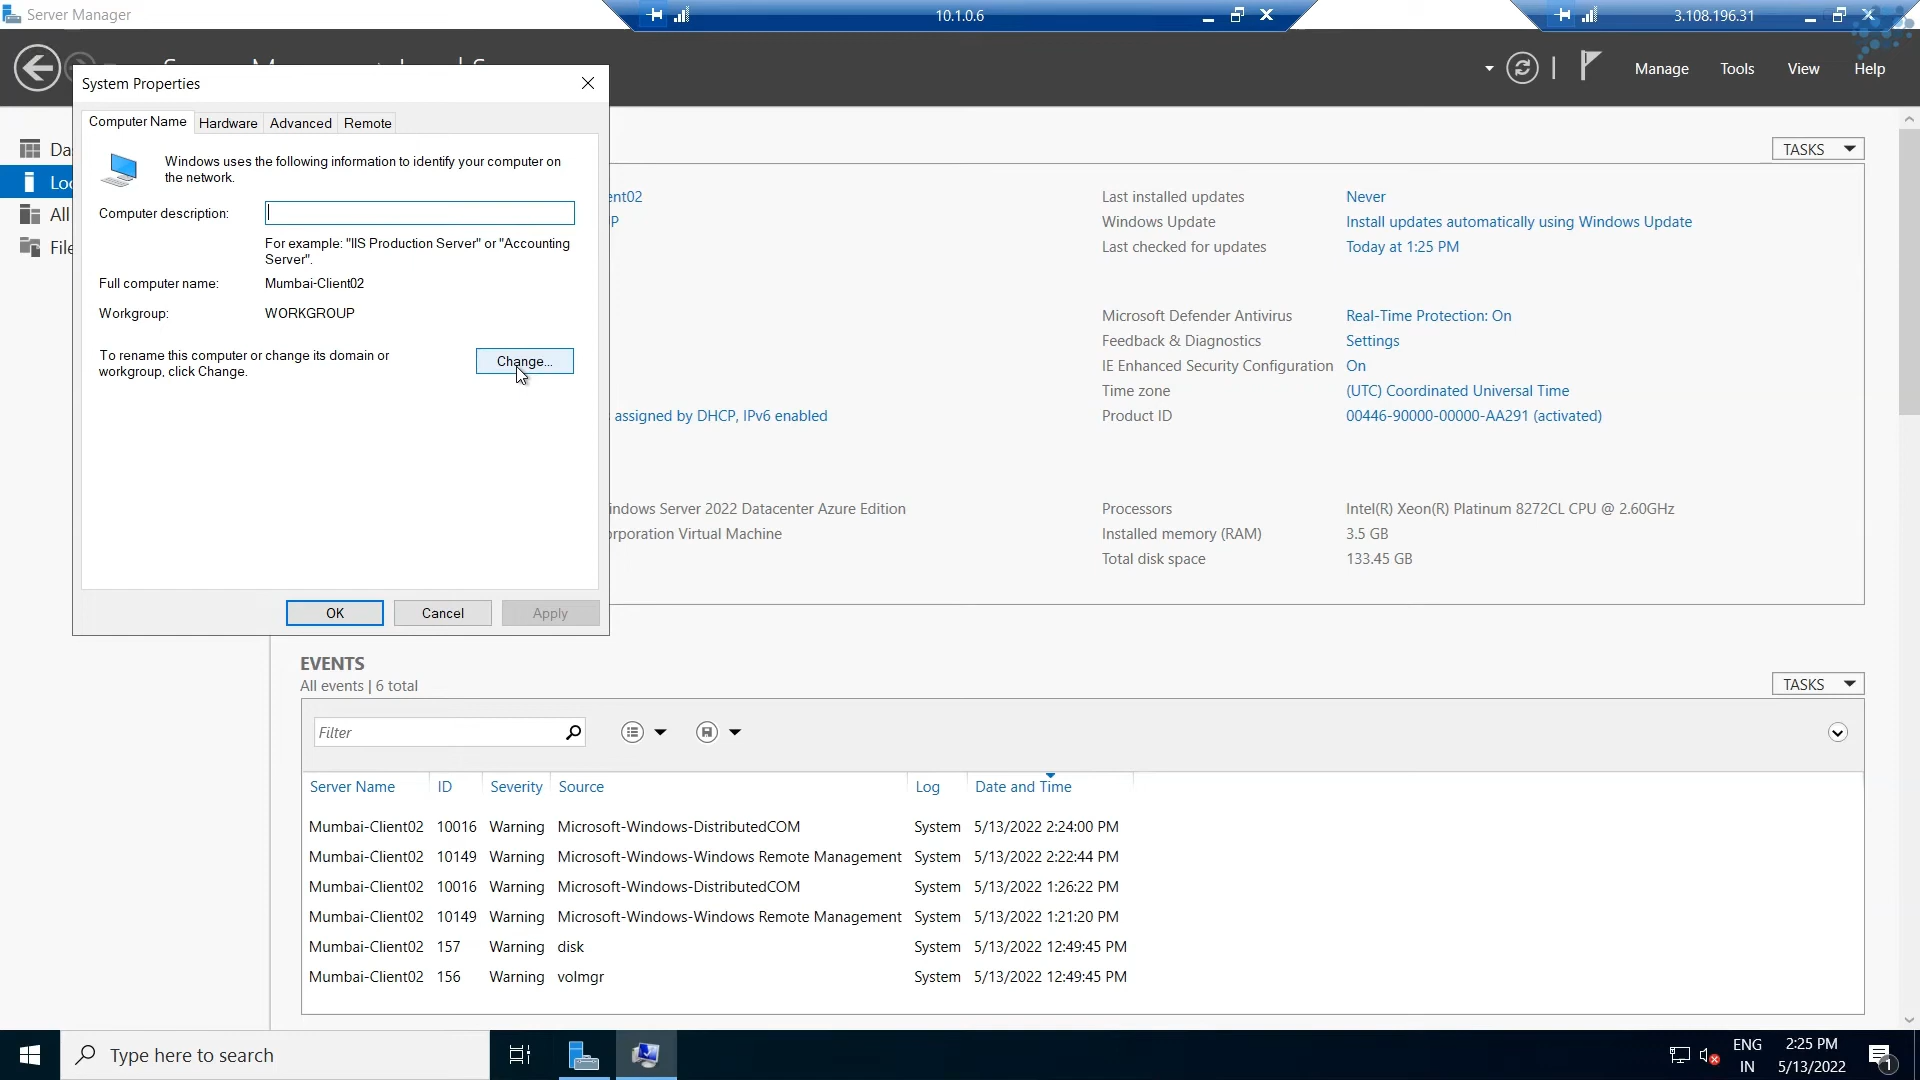 Server Manager
10.1.0.6
3.108.196.31
Manage
Tools
View
Help
System Properties
Computer Name
Hardware
Advanced
Remote
Windows uses the following information to identify your computer on
the network.
Computer description:
For example: "IIS Production Server" or "Accounting
Server".
Full computer name:
Mumbai-Client02
Workgroup:
WORKGROUP
To rename this computer or change its domain or
workgroup, click Change.
Change...
OK
Cancel
Apply
Da
Loc
All
File
TASKS
ent02
P
assigned by DHCP, IPv6 enabled
indows Server 2022 Datacenter Azure Edition
orporation Virtual Machine
Last installed updates
Never
Windows Update
Install updates automatically using Windows Update
Last checked for updates
Today at 1:25 PM
Microsoft Defender Antivirus
Real-Time Protection: On
Feedback & Diagnostics
Settings
IE Enhanced Security Configuration
On
Time zone
(UTC) Coordinated Universal Time
Product ID
00446-90000-00000-AA291 (activated)
Processors
Intel(R) Xeon(R) Platinum 8272CL CPU @ 2.60GHz
Installed memory (RAM)
3.5 GB
Total disk space
133.45 GB
EVENTS
All events | 6 total
TASKS
Filter
Server Name ID Severity Source Log Date and Time
Mumbai-Client02 10016 Warning Microsoft-Windows-DistributedCOM System 5/13/2022 2:24:00 PM
Mumbai-Client02 10149 Warning Microsoft-Windows-Windows Remote Management System 5/13/2022 2:22:44 PM
Mumbai-Client02 10016 Warning Microsoft-Windows-DistributedCOM System 5/13/2022 1:26:22 PM
Mumbai-Client02 10149 Warning Microsoft-Windows-Windows Remote Management System 5/13/2022 1:21:20 PM
Mumbai-Client02 157 Warning disk System 5/13/2022 12:49:45 PM
Mumbai-Client02 156 Warning volmgr System 5/13/2022 12:49:45 PM
Type here to search
ENG
IN
2:25 PM
5/13/2022
1